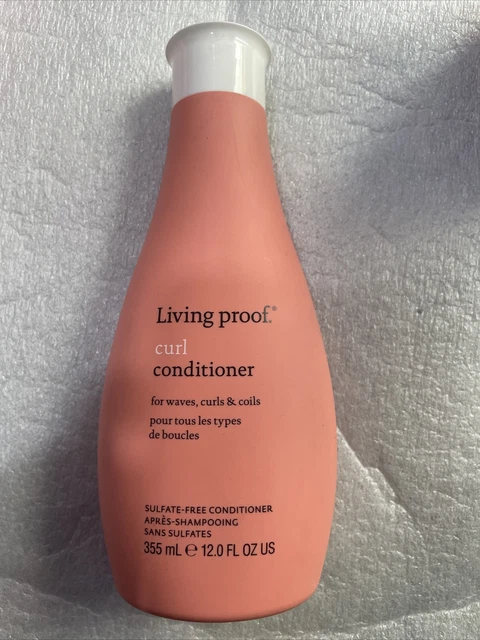 Living proof.®
curl
conditioner
for waves, curls & coils
pour tous les types
de boucles
SULFATE-FREE CONDITIONER
APRÈS-SHAMPOOING
SANS SULFATES
355 mL ℮ 12.0 FL OZ US